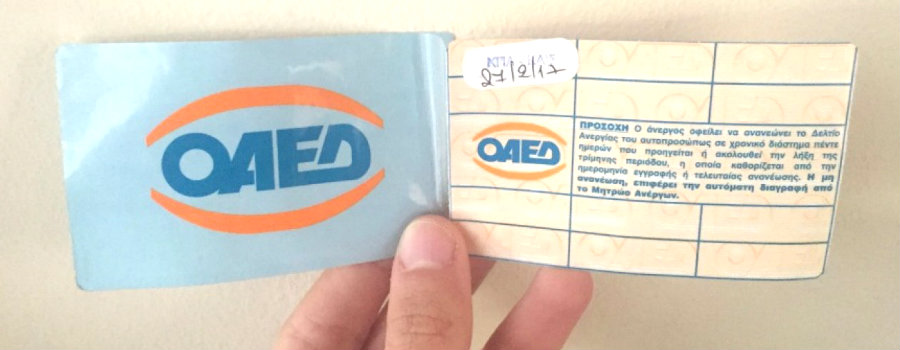 ΟΑΕΔ
27/2/17
ΟΑΕΔ
ΠΡΟΣΟΧΗ Ο άνεργος οφείλει να ανανεώνει το Δελτίο
Ανεργίας του αυτοπροσώπως σε χρονικό διάστημα πέντε
ημερών που προηγείται ή ακολουθεί την λήξη της
τρίμηνης περιόδου, η οποία καθορίζεται από την
ημερομηνία εγγραφής ή τελευταίας ανανέωσης. Η μη
ανανέωση, επιφέρει την αυτόματη διαγραφή από
το Μητρώο Ανέργων.